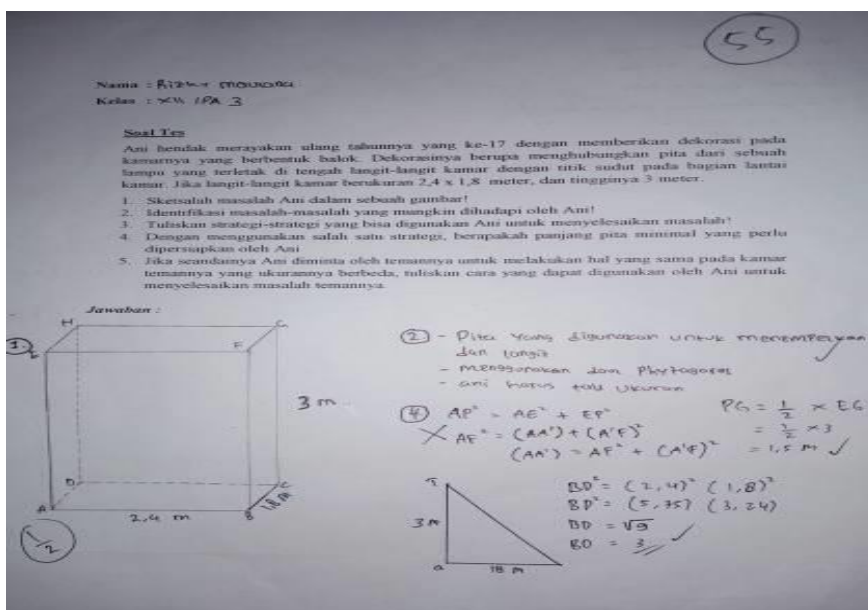 55
Nama : Rizky maulana
Kelas : XII IPA 3
Soal Tes
Ani hendak merayakan ulang tahunnya yang ke-17 dengan memberikan dekorasi pada
kamarnya yang berbentuk balok. Dekorasinya berupa menghubungkan pita dari sebuah
lampu yang terletak di tengah langit-langit kamar dengan titik sudut pada bagian lantai
kamar. Jika langit-langit kamar berukuran 2,4 x 1,8 meter, dan tingginya 3 meter.
1. Sketsalah masalah Ani dalam sebuah gambar!
2. Identifikasi masalah-masalah yang mungkin dihadapi oleh Ani!
3. Tuliskan strategi-strategi yang bisa digunakan Ani untuk menyelesaikan masalah!
4. Dengan menggunakan salah satu strategi, berapakah panjang pita minimal yang perlu
dipersiapkan oleh Ani
5. Jika seandainya Ani diminta oleh temannya untuk melakukan hal yang sama pada kamar
temannya yang ukurannya berbeda, tuliskan cara yang dapat digunakan oleh Ani untuk
menyelesaikan masalah temannya.
Jawaban :
1.
H
G
E
F
3 m
D
C
A
B
2,4 m
1,8 m
1/2
2 - Pita yang digunakan untuk menempelkan
dan langit
- menggunakan dan Phytagoras
- ani harus tau ukuran
4 AP² = AE² + EP²
X AF² = (AA') + (A'F)²
(AA') = AF² + (A'F)²
PG = 1/2 × EG
= 1/2 × 3
= 1,5 m ✓
T
3 m
a
18 m
BD² = (2,4)² (1,8)²
BD² = (5,75) (3,24)
BD = √9
BD = 3 ✓